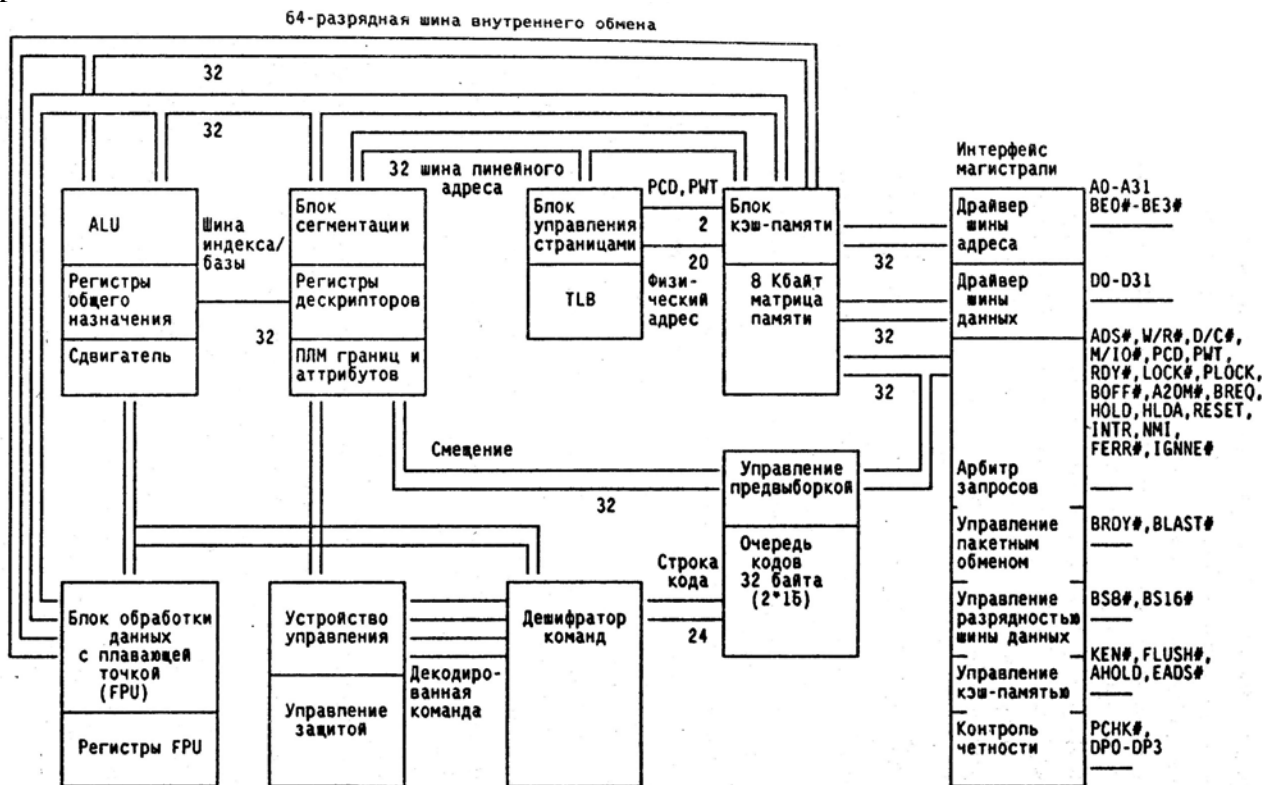 64-разрядная шина внутреннего обмена
32
32
32 шина линейного
адреса
ALU
Регистры
общего
назначения
Сдвигатель
Шина
индекса/
базы
32
Блок
сегментации
Регистры
дескрипторов
ПЛМ границ и
аттрибутов
Блок
управления
страницами
TLB
PCD,PWT
2
20
Физи-
ческий
адрес
Блок
кэш-памяти
8 Кбайт
матрица
памяти
32
32
32
Интерфейс
магистрали
Драйвер
шины
адреса
A0-A31
BE0#-BE3#
Драйвер
шины
данных
D0-D31
ADS#,W/R#,D/C#,
M/IO#,PCD,PWT,
RDY#,LOCK#,PLOCK,
BOFF#,A20M#,BREQ,
HOLD,HLDA,RESET,
INTR,NMI,
FERR#,IGNNE#
Арбитр
запросов
Управление
пакетным
обменом
BRDY#,BLAST#
Управление
разрядностью
шины данных
BS8#,BS16#
Управление
кэш-памятью
KEN#,FLUSH#,
AHOLD,EADS#
Контроль
четности
PCHK#,
DP0-DP3
Смещение
32
Управление
предвыборкой
Очередь
кодов
32 байта
(2*16)
Строка
кода
24
Блок обработки
данных
с плавающей
точкой
(FPU)
Регистры FPU
Устройство
управления
Управление
защитой
Декодиро-
ванная
команда
Дешифратор
команд